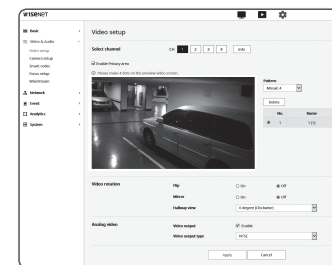 WISENET
Basic
Video & Audio
Video setup
Camera setup
Smart codec
Focus setup
WiseStream
Network
Event
Analytics
System
Video setup
Select channel
CH 1 2 3 4 Info
Enable Privacy area
Please make 4 dots on the preview video screen.
Pattern
Mosaic 4
Delete
No. Name
1 1 (1)
Video rotation
Flip On Off
Mirror On Off
Hallway view 0 degree (Clockwise)
Analog video
Video output Enable
Video output type NTSC
Apply Cancel